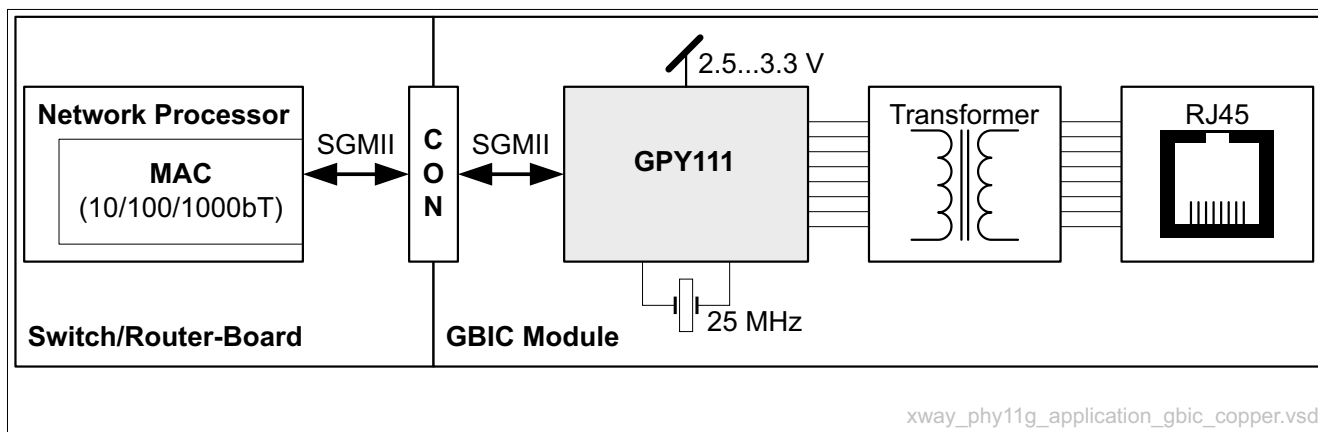 2.5...3.3 V
Network Processor
MAC
(10/100/1000bT)
SGMII
C
O
N
SGMII
GPY111
Transformer
RJ45
25 MHz
Switch/Router-Board
GBIC Module
xway_phy11g_application_gbic_copper.vsd